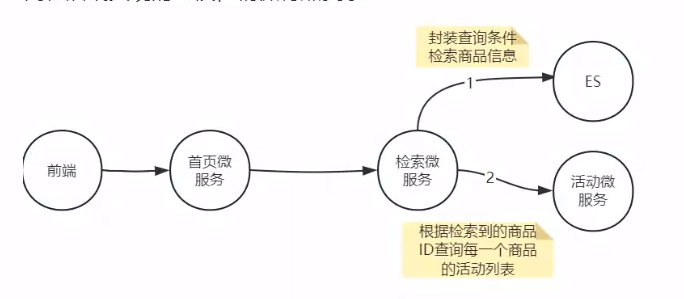 封装查询条件
检索商品信息
1
ES
前端
首页微
服务
检索微
服务
2
活动微
服务
根据检索到的商品
ID查询每一个商品
的活动列表